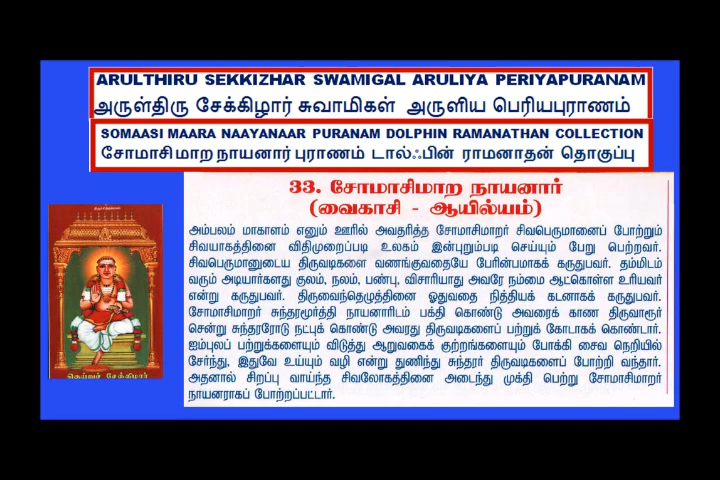 ARULTHIRU SEKKIZHAR SWAMIGAL ARULIYA PERIYAPURANAM
அருள்திரு சேக்கிழார் சுவாமிகள் அருளிய பெரியபுராணம்
SOMAASI MAARA NAAYANAAR PURANAM DOLPHIN RAMANATHAN COLLECTION
சோமாசி மாற நாயனார் புராணம் டால்ஃபின் ராமனாதன் தொகுப்பு
33. சோமாசிமாற நாயனார்
(வைகாசி - ஆயில்யம்)
அம்பலம் மாகாளம் எனும் ஊரில் அவதரித்த சோமாசிமாறர் சிவபெருமானைப் போற்றும்
சிவயாகத்தினை விதிமுறைப்படி உலகம் இன்புறும்படி செய்யும் பேறு பெற்றவர்.
சிவபெருமானுடைய திருவடிகளை வணங்குவதையே பேரின்பமாகக் கருதுபவர். தம்மிடம்
வரும் அடியார்களது குலம், நலம், பண்பு, விசாரியாது அவரே நம்மை ஆட்கொள்ள உரியவர்
என்று கருதுபவர். திருவைந்தெழுத்தினை ஓதுவதை நித்தியக் கடனாகக் கருதுபவர்.
சோமாசிமாறர் சுந்தரமூர்த்தி நாயனாரிடம் பக்தி கொண்டு அவரைக் காண திருவாரூர்
சென்று சுந்தரரோடு நட்புக் கொண்டு அவரது திருவடிகளைப் பற்றுக் கோடாகக் கொண்டார்.
ஐம்புலப் பற்றுக்களையும் விடுத்து ஆறுவகைக் குற்றங்களையும் போக்கி சைவ நெறியில்
சேர்ந்து, இதுவே உய்யும் வழி என்று துணிந்து சுந்தரர் திருவடிகளைப் போற்றி வந்தார்.
அதனால் சிறப்பு வாய்ந்த சிவலோகத்தினை அடைந்து முக்தி பெற்று சோமாசிமாறர்
நாயனராகப் போற்றப்பட்டார்.
தெய்வச் சேக்கிழார்